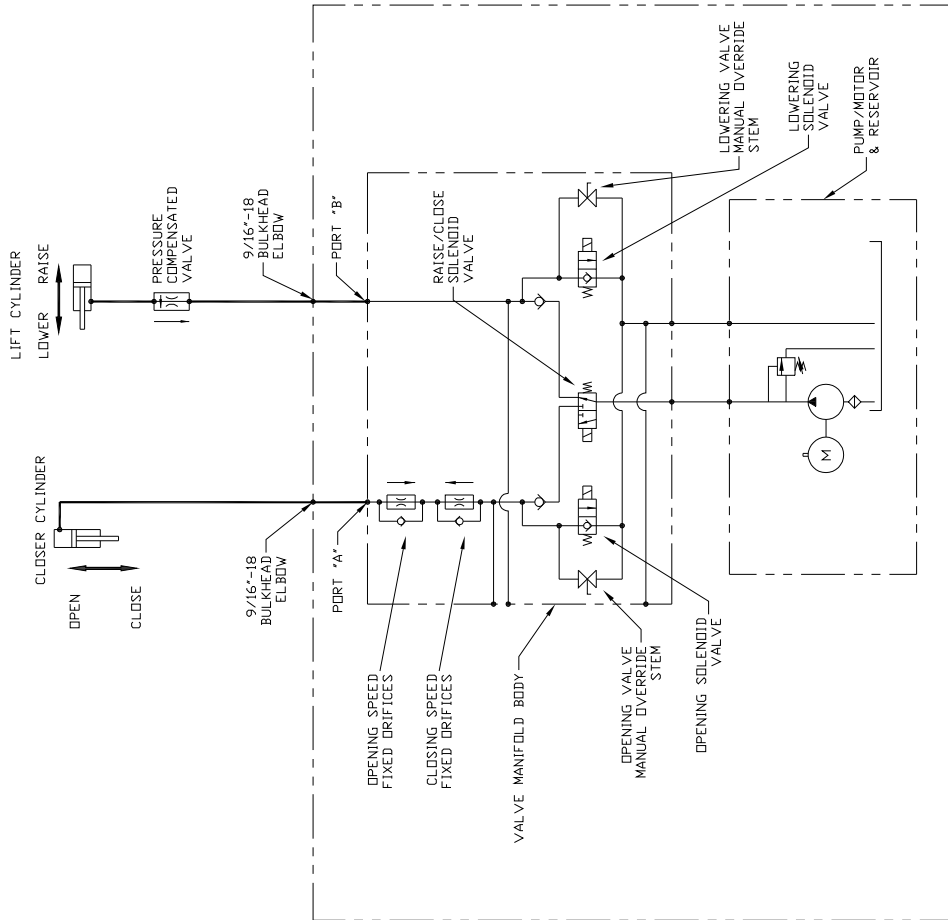 LIFT CYLINDER
LOWER RAISE
PRESSURE
COMPENSATED
VALVE
9/16"-18
BULKHEAD
ELBOW
PORT "B"
RAISE/CLOSE
SOLENOID
VALVE
LOWERING VALVE
MANUAL OVERRIDE
STEM
LOWERING
SOLENOID
VALVE
PUMP/MOTOR
& RESERVOIR
CLOSER CYLINDER
OPEN
CLOSE
9/16"-18
BULKHEAD
ELBOW
PORT "A"
OPENING SPEED
FIXED ORIFICES
CLOSING SPEED
FIXED ORIFICES
VALVE MANIFOLD BODY
OPENING VALVE
MANUAL OVERRIDE
STEM
OPENING SOLENOID
VALVE
M